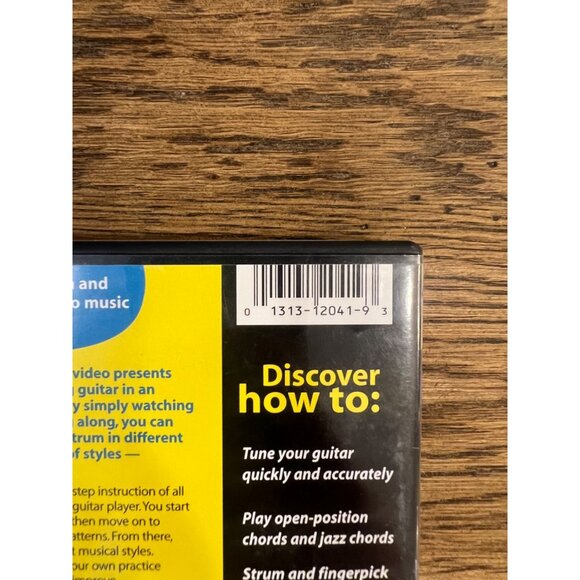 and
o music
video presents
guitar in an
y simply watching
along, you can
trum in different
of styles —
step instruction of all
guitar player. You start
then move on to
atterns. From there,
t musical styles.
our own practice
0 1313-12041-9 3
Discover
how to:
Tune your guitar
quickly and accurately
Play open-position
chords and jazz chords
Strum and fingerpick